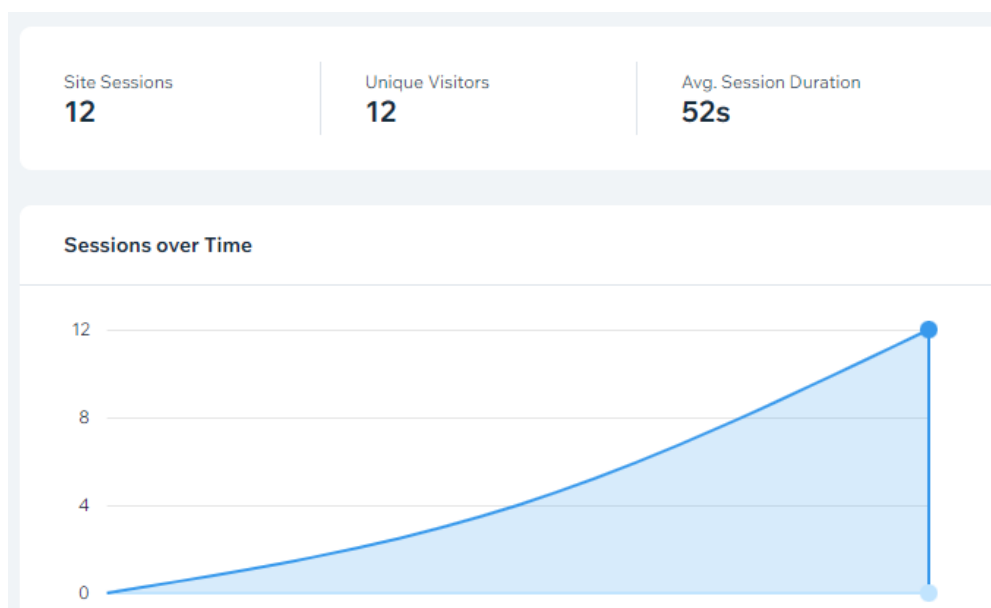 Site Sessions
12
Unique Visitors
12
Avg. Session Duration
52s
Sessions over Time
12
8
4
0